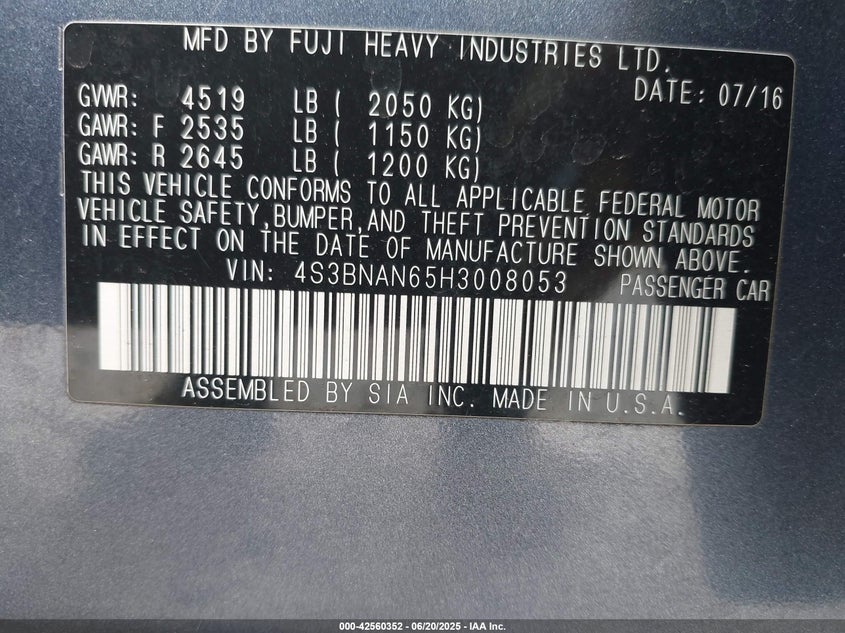 MFD BY FUJI HEAVY INDUSTRIES LTD.
DATE: 07/16
GVWR: 4519 LB ( 2050 KG)
GAWR: F 2535 LB ( 1150 KG)
GAWR: R 2645 LB ( 1200 KG)
THIS VEHICLE CONFORMS TO ALL APPLICABLE FEDERAL MOTOR
VEHICLE SAFETY,BUMPER,AND THEFT PREVENTION STANDARDS
IN EFFECT ON THE DATE OF MANUFACTURE SHOWN ABOVE.
VIN: 4S3BNAN65H3008053 PASSENGER CAR
ASSEMBLED BY SIA INC. MADE IN U.S.A.
000-42560352 - 06/20/2025 - IAA Inc.